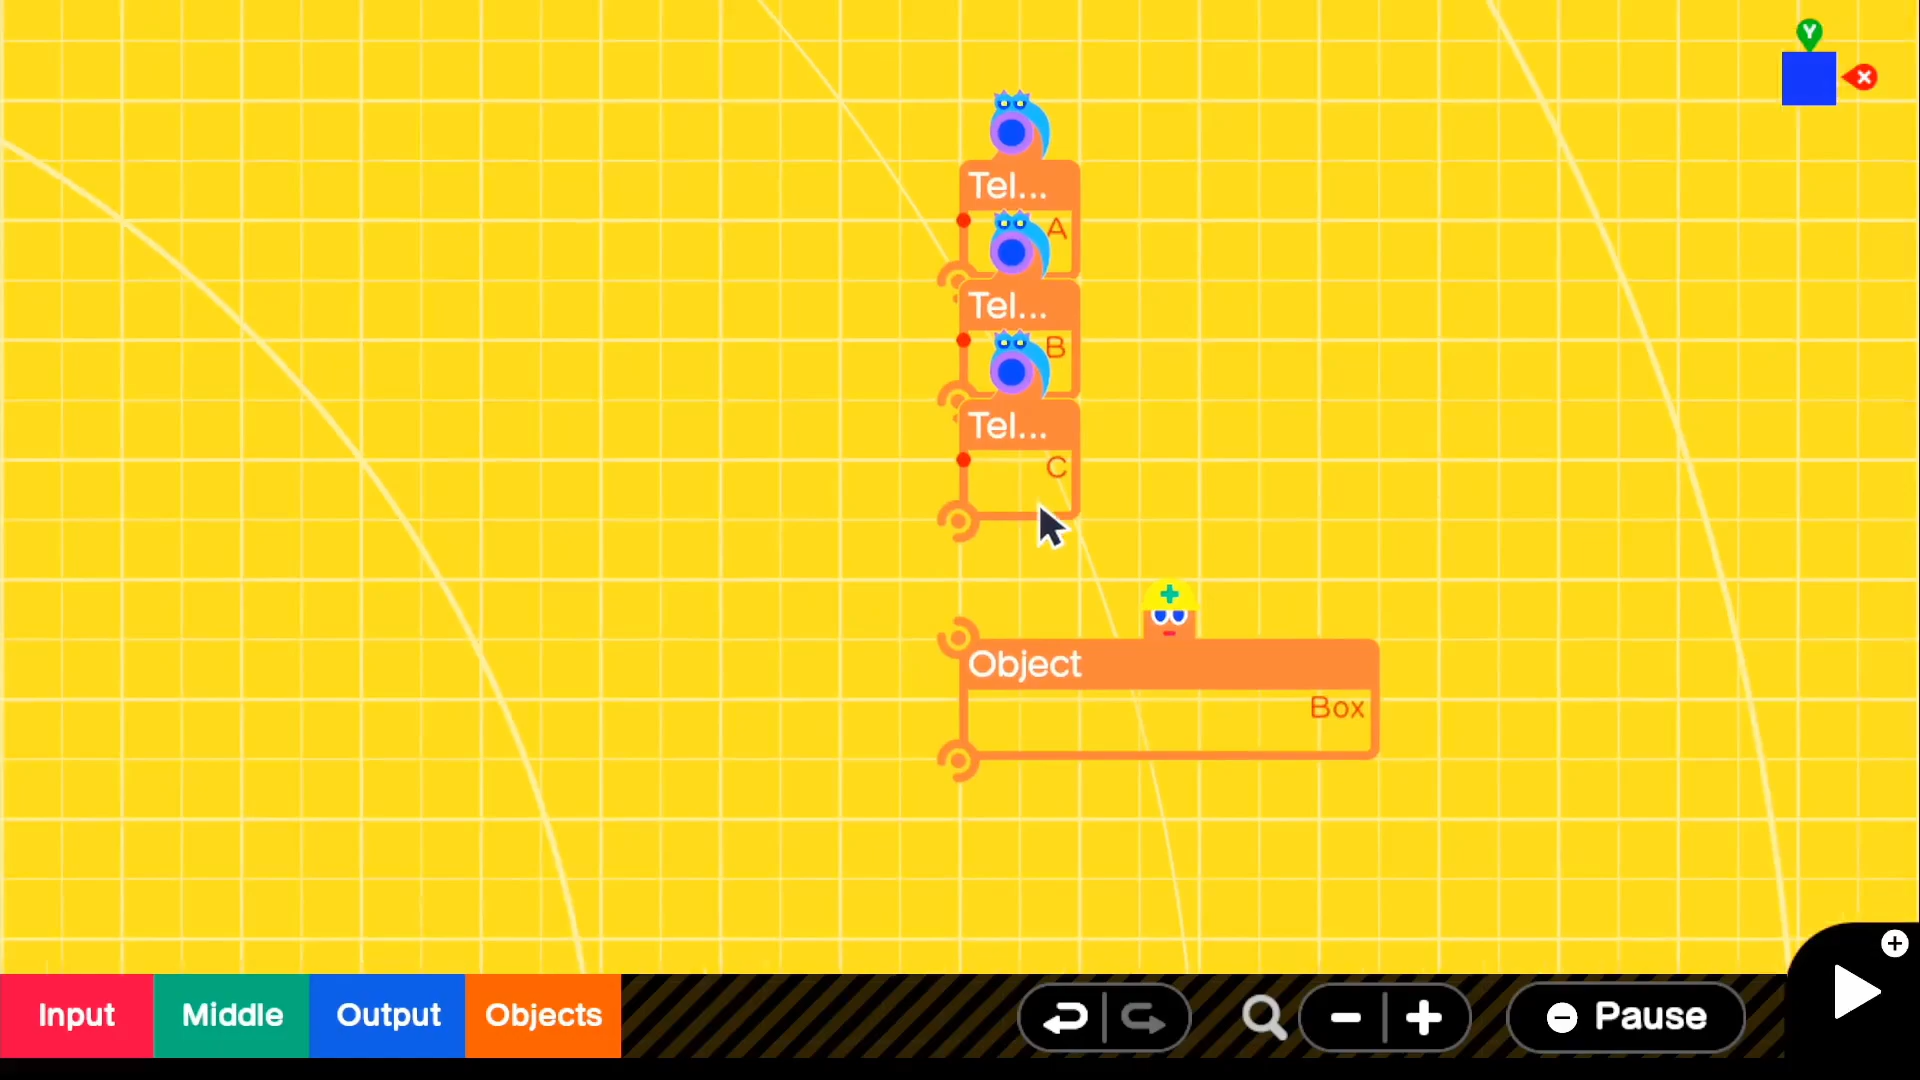 Y
X
Tel...
A
Tel...
B
Tel...
C
Object
Box
Input Middle Output Objects Pause